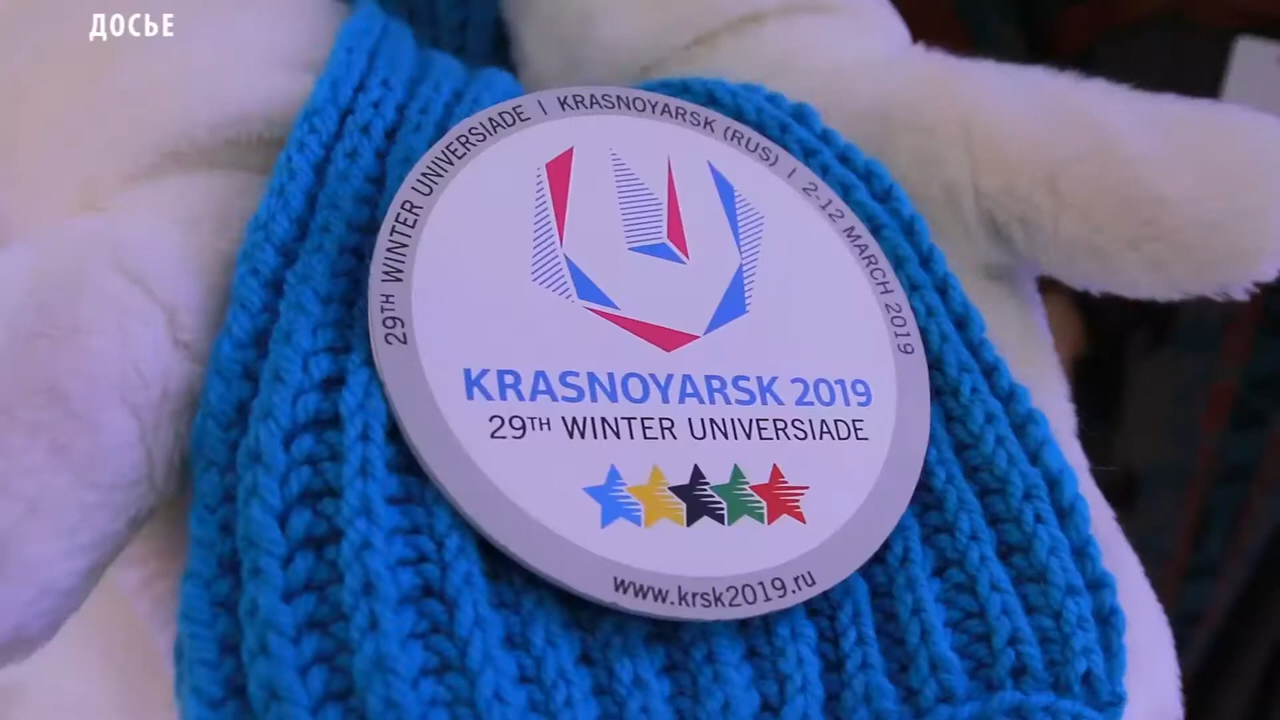 ДОСЬЕ
29TH WINTER UNIVERSIADE | KRASNOYARSK (RUS) | 2-12 MARCH 2019
KRASNOYARSK 2019
29TH WINTER UNIVERSIADE
www.krsk2019.ru